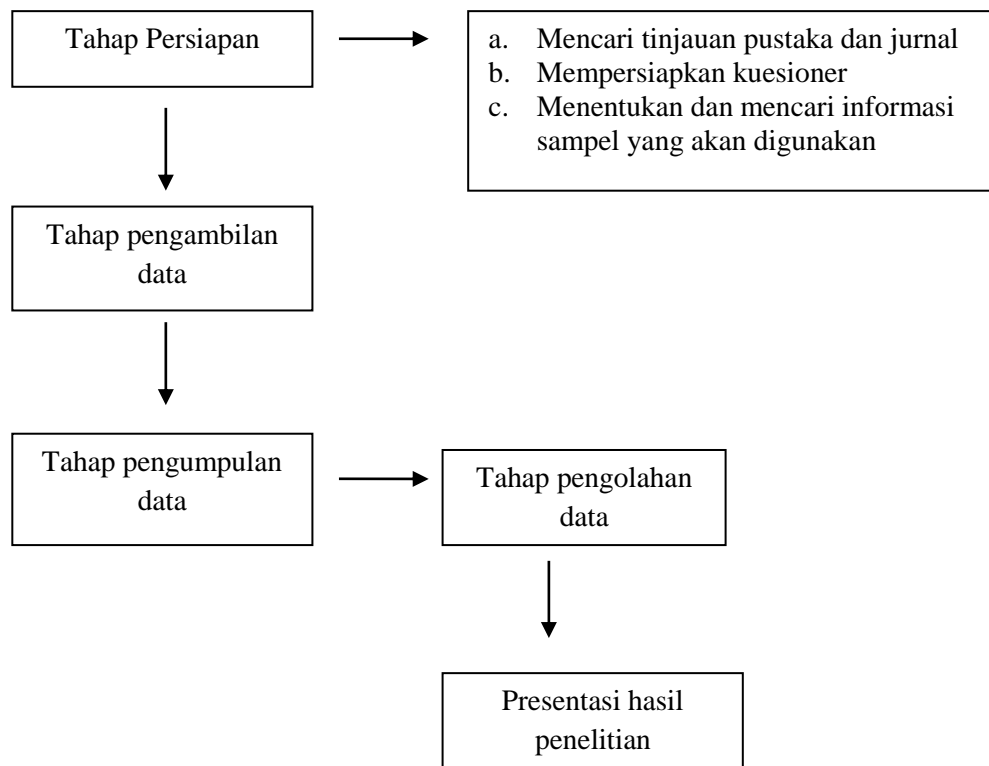 Tahap Persiapan
a. Mencari tinjauan pustaka dan jurnal
b. Mempersiapkan kuesioner
c. Menentukan dan mencari informasi
sampel yang akan digunakan
Tahap pengambilan
data
Tahap pengumpulan
data
Tahap pengolahan
data
Presentasi hasil
penelitian